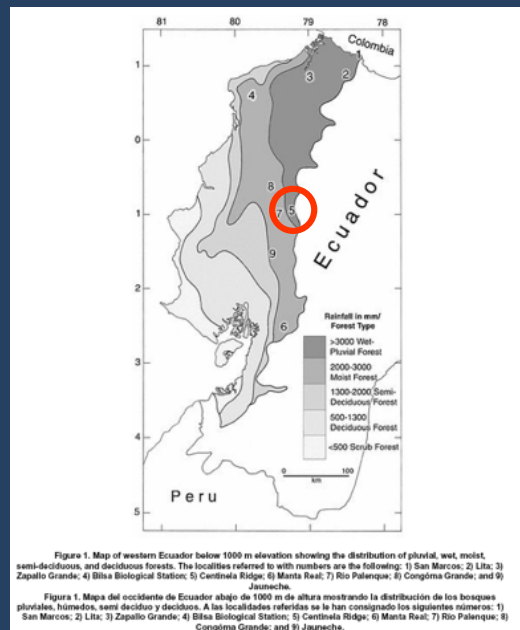 81 80 79 78
Colombia
1
1
2
3
4
0
8
7 5
1
Ecuador
2
9
6
3
4
5
Rainfall in mm/
Forest Type
>3000 Wet-
Pluvial Forest
2000-3000
Moist Forest
1300-2000 Semi-
Deciduous Forest
500-1300
Deciduous Forest
<500 Scrub Forest
0 100
km
Peru
Figure 1. Map of western Ecuador below 1000 m elevation showing the distribution of pluvial, wet, moist,
semi-deciduous, and deciduous forests. The localities referred to with numbers are the following: 1) San Marcos; 2) Lita; 3)
Zapallo Grande; 4) Bilsa Biological Station; 5) Centinela Ridge; 6) Manta Real; 7) Río Palenque; 8) Congóma Grande; and 9)
Jauneche.
Figura 1. Mapa del occidente de Ecuador abajo de 1000 m de altura mostrando la distribución de los bosques
pluviales, húmedos, semi deciduo y deciduos. A las localidades referidas se le han consignado los siguientes números: 1)
San Marcos; 2) Lita; 3) Zapallo Grande; 4) Bilsa Biological Station; 5) Centinela Ridge; 6) Manta Real; 7) Río Palenque; 8)
Congóma Grande; and 9) Jauneche.